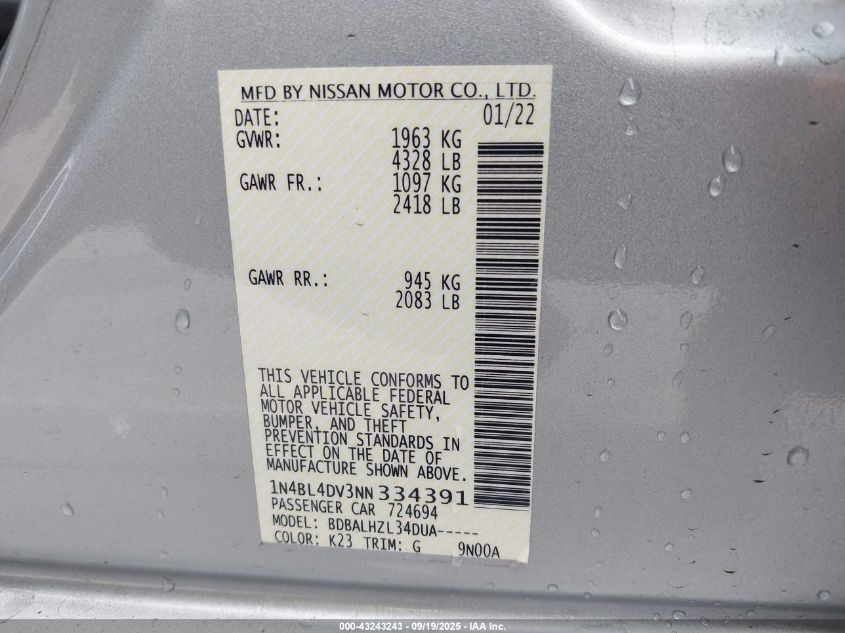 MFD BY NISSAN MOTOR CO., LTD.
DATE: 01/22
GVWR: 1963 KG
4328 LB
GAWR FR.: 1097 KG
2418 LB
GAWR RR.: 945 KG
2083 LB
THIS VEHICLE CONFORMS TO
ALL APPLICABLE FEDERAL
MOTOR VEHICLE SAFETY,
BUMPER, AND THEFT
PREVENTION STANDARDS IN
EFFECT ON THE DATE OF
MANUFACTURE SHOWN ABOVE.
1N4BL4DV3NN334391
PASSENGER CAR 724694
MODEL: BDBALHZL34DUA-----
COLOR: K23 TRIM: G 9N00A
000-43243243 - 09/19/2025 - IAA Inc.